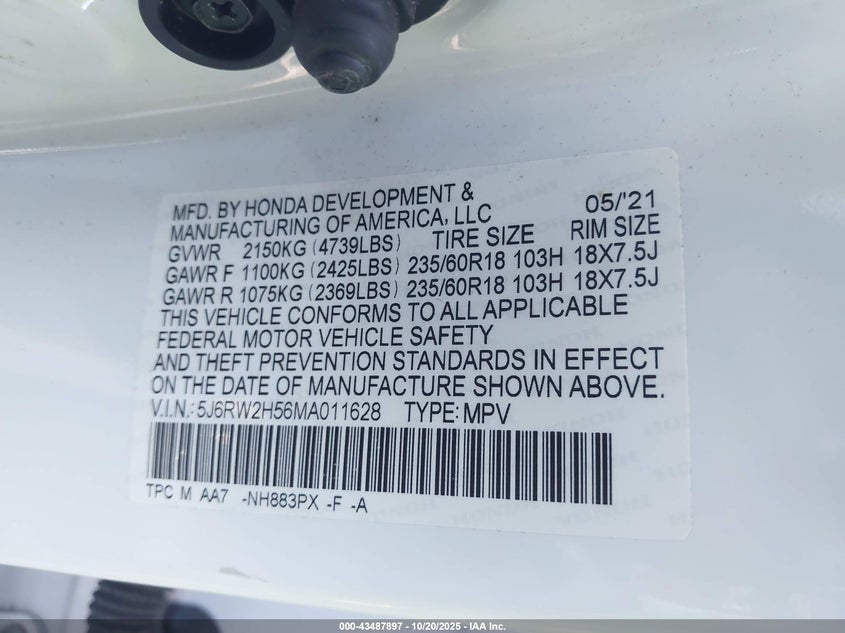 MFD. BY HONDA DEVELOPMENT & MANUFACTURING OF AMERICA, LLC 05/'21
GVWR 2150KG (4739LBS) TIRE SIZE RIM SIZE
GAWR F 1100KG (2425LBS) 235/60R18 103H 18X7.5J
GAWR R 1075KG (2369LBS) 235/60R18 103H 18X7.5J
THIS VEHICLE CONFORMS TO ALL APPLICABLE
FEDERAL MOTOR VEHICLE SAFETY
AND THEFT PREVENTION STANDARDS IN EFFECT
ON THE DATE OF MANUFACTURE SHOWN ABOVE.
V.I.N.: 5J6RW2H56MA011628 TYPE: MPV
TPC M AA7 -NH883PX -F -A
000-43487897 - 10/20/2025 - IAA Inc.